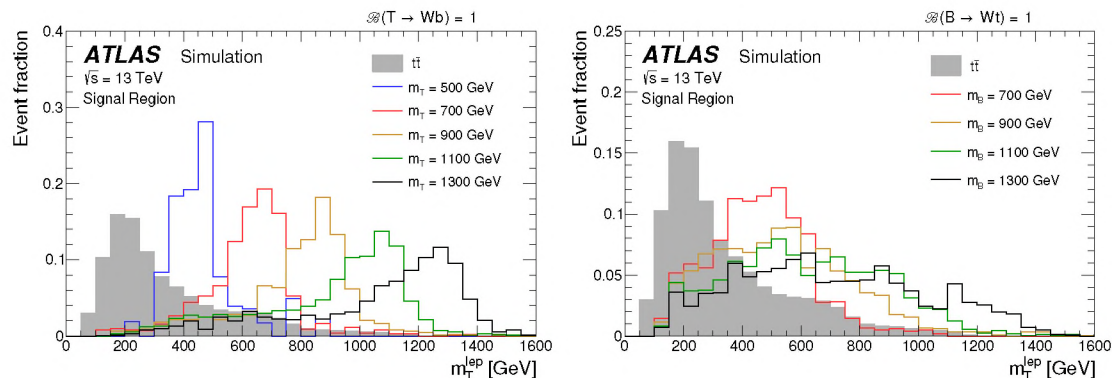 ℬ(T → Wb) = 1
Event fraction
0.4
0.3
0.2
0.1
0
ATLAS Simulation
√s = 13 TeV
Signal Region
tt̄
m_T = 500 GeV
m_T = 700 GeV
m_T = 900 GeV
m_T = 1100 GeV
m_T = 1300 GeV
0 200 400 600 800 1000 1200 1400 1600
m_T^lep [GeV]
ℬ(B → Wt) = 1
Event fraction
0.25
0.2
0.15
0.1
0.05
0
ATLAS Simulation
√s = 13 TeV
Signal Region
tt̄
m_B = 700 GeV
m_B = 900 GeV
m_B = 1100 GeV
m_B = 1300 GeV
0 200 400 600 800 1000 1200 1400 1600
m_T^lep [GeV]